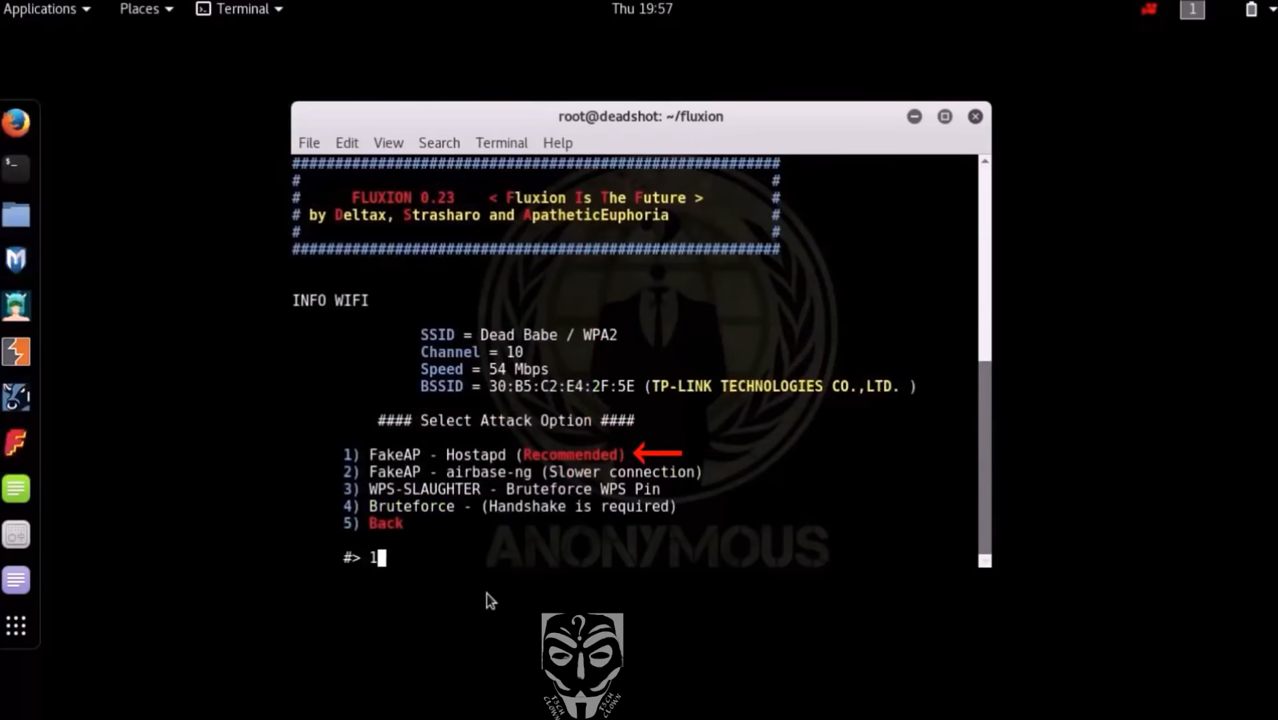 Applications
Places
Terminal
Thu 19:57
1
root@deadshot: ~/fluxion
File Edit View Search Terminal Help
########################################################
# #
# FLUXION 0.23 < Fluxion Is The Future > #
# by Deltax, Strasharo and ApatheticEuphoria #
# #
########################################################
INFO WIFI
SSID = Dead Babe / WPA2
Channel = 10
Speed = 54 Mbps
BSSID = 30:B5:C2:E4:2F:5E (TP-LINK TECHNOLOGIES CO.,LTD. )
#### Select Attack Option ####
1) FakeAP - Hostapd (Recommended)
2) FakeAP - airbase-ng (Slower connection)
3) WPS-SLAUGHTER - Bruteforce WPS Pin
4) Bruteforce - (Handshake is required)
5) Back
#> 1
ANONYMOUS
TECH CLOWN